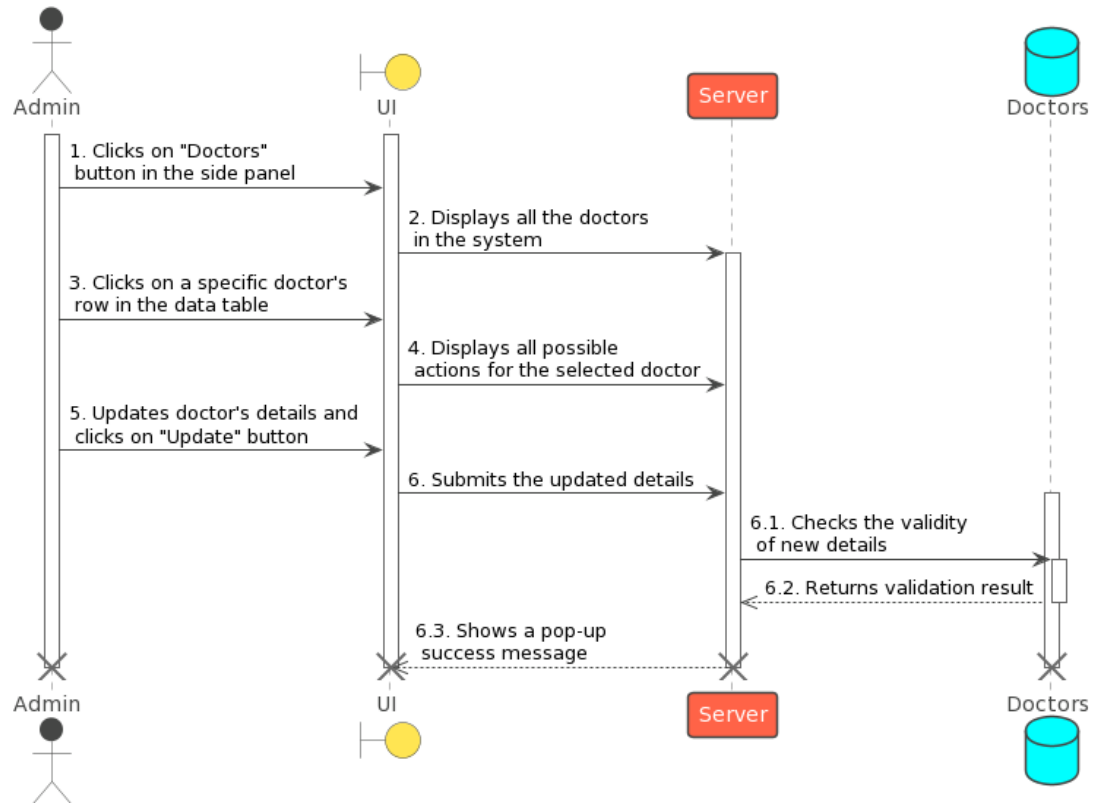 Admin
UI
Server
Doctors
1. Clicks on "Doctors"
button in the side panel
2. Displays all the doctors
in the system
3. Clicks on a specific doctor's
row in the data table
4. Displays all possible
actions for the selected doctor
5. Updates doctor's details and
clicks on "Update" button
6. Submits the updated details
6.1. Checks the validity
of new details
6.2. Returns validation result
6.3. Shows a pop-up
success message
Admin
UI
Server
Doctors